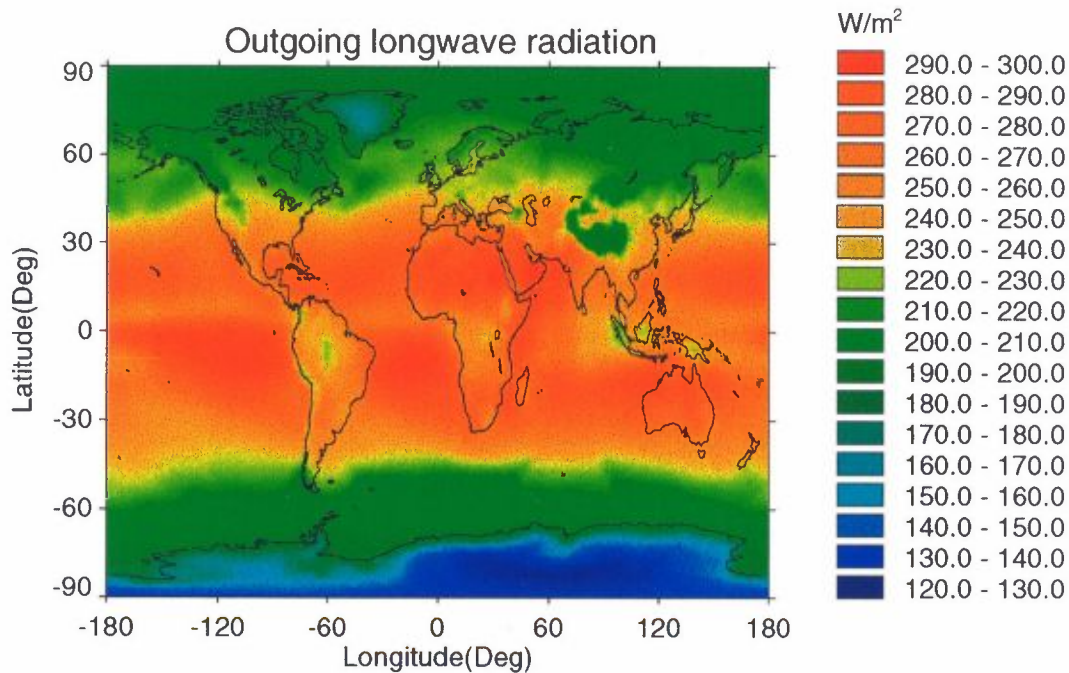 Outgoing longwave radiation
W/m²
90
60
30
0
-30
-60
-90
Latitude(Deg)
-180
-120
-60
0
60
120
180
Longitude(Deg)
290.0 - 300.0
280.0 - 290.0
270.0 - 280.0
260.0 - 270.0
250.0 - 260.0
240.0 - 250.0
230.0 - 240.0
220.0 - 230.0
210.0 - 220.0
200.0 - 210.0
190.0 - 200.0
180.0 - 190.0
170.0 - 180.0
160.0 - 170.0
150.0 - 160.0
140.0 - 150.0
130.0 - 140.0
120.0 - 130.0